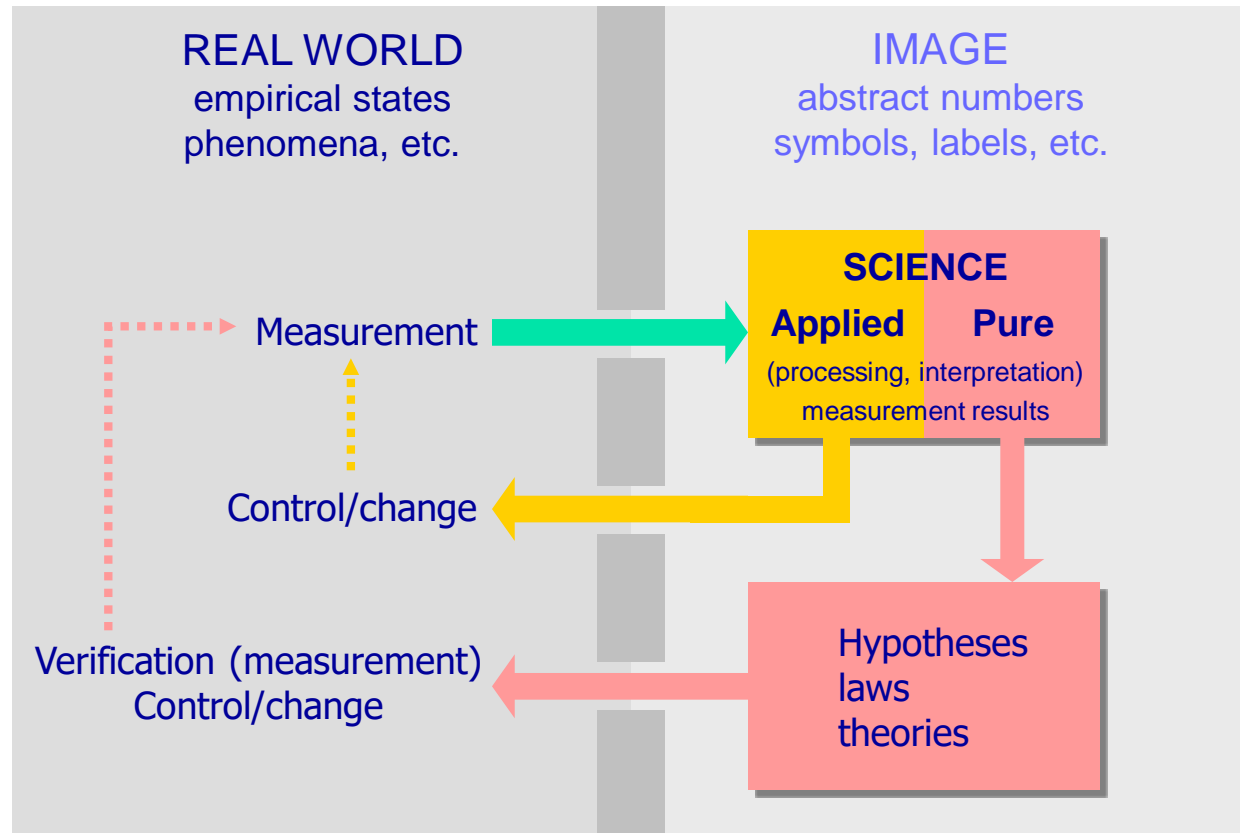 REAL WORLD
empirical states
phenomena, etc.
IMAGE
abstract numbers
symbols, labels, etc.
SCIENCE
Applied Pure
(processing, interpretation)
measurement results
Measurement
Control/change
Verification (measurement)
Control/change
Hypotheses
laws
theories